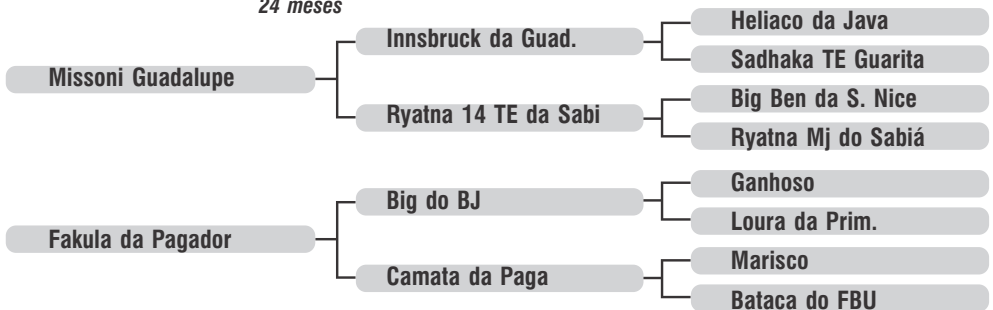 24 meses
Innsbruck da Guad.
Heliaco da Java
Sadhaka TE Guarita
Missoni Guadalupe
Big Ben da S. Nice
Ryatna 14 TE da Sabi
Ryatna Mj do Sabiá
Ganhoso
Big do BJ
Loura da Prim.
Fakula da Pagador
Marisco
Camata da Paga
Bataca do FBU